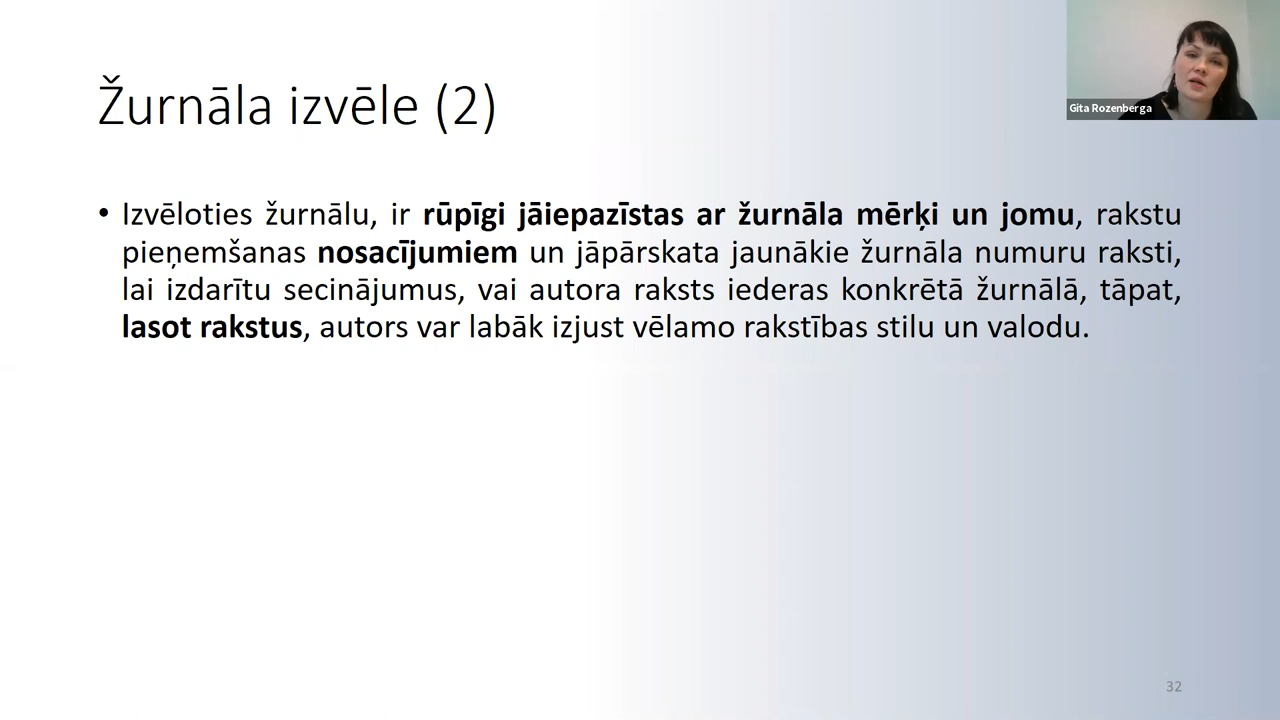 Žurnāla izvēle (2)
Gita Rozenberga
• Izvēloties žurnālu, ir rūpīgi jāiepazīstas ar žurnāla mērķi un jomu, rakstu
pieņemšanas nosacījumiem un jāpārskata jaunākie žurnāla numuru raksti,
lai izdarītu secinājumus, vai autora raksts iederas konkrētā žurnālā, tāpat,
lasot rakstus, autors var labāk izjust vēlamo rakstības stilu un valodu.
32